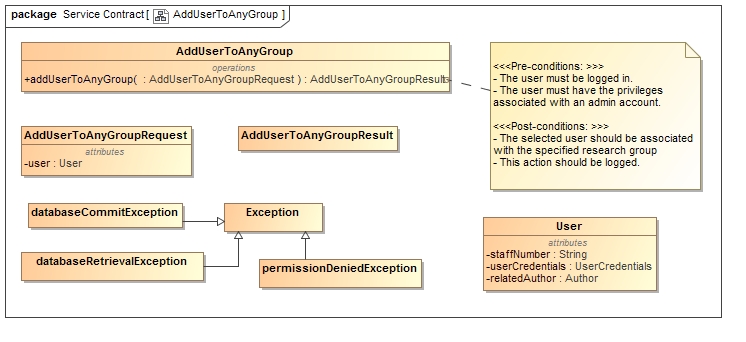 package Service Contract [ AddUserToAnyGroup ]
AddUserToAnyGroup
operations
+addUserToAnyGroup( : AddUserToAnyGroupRequest ) : AddUserToAnyGroupResult
<<<Pre-conditions: >>>
- The user must be logged in.
- The user must have the privileges
associated with an admin account.
<<<Post-conditions: >>>
- The selected user should be associated
with the specified research group
- This action should be logged.
AddUserToAnyGroupRequest
attributes
-user : User
AddUserToAnyGroupResult
databaseCommitException
Exception
databaseRetrievalException
permissionDeniedException
User
attributes
-staffNumber : String
-userCredentials : UserCredentials
-relatedAuthor : Author